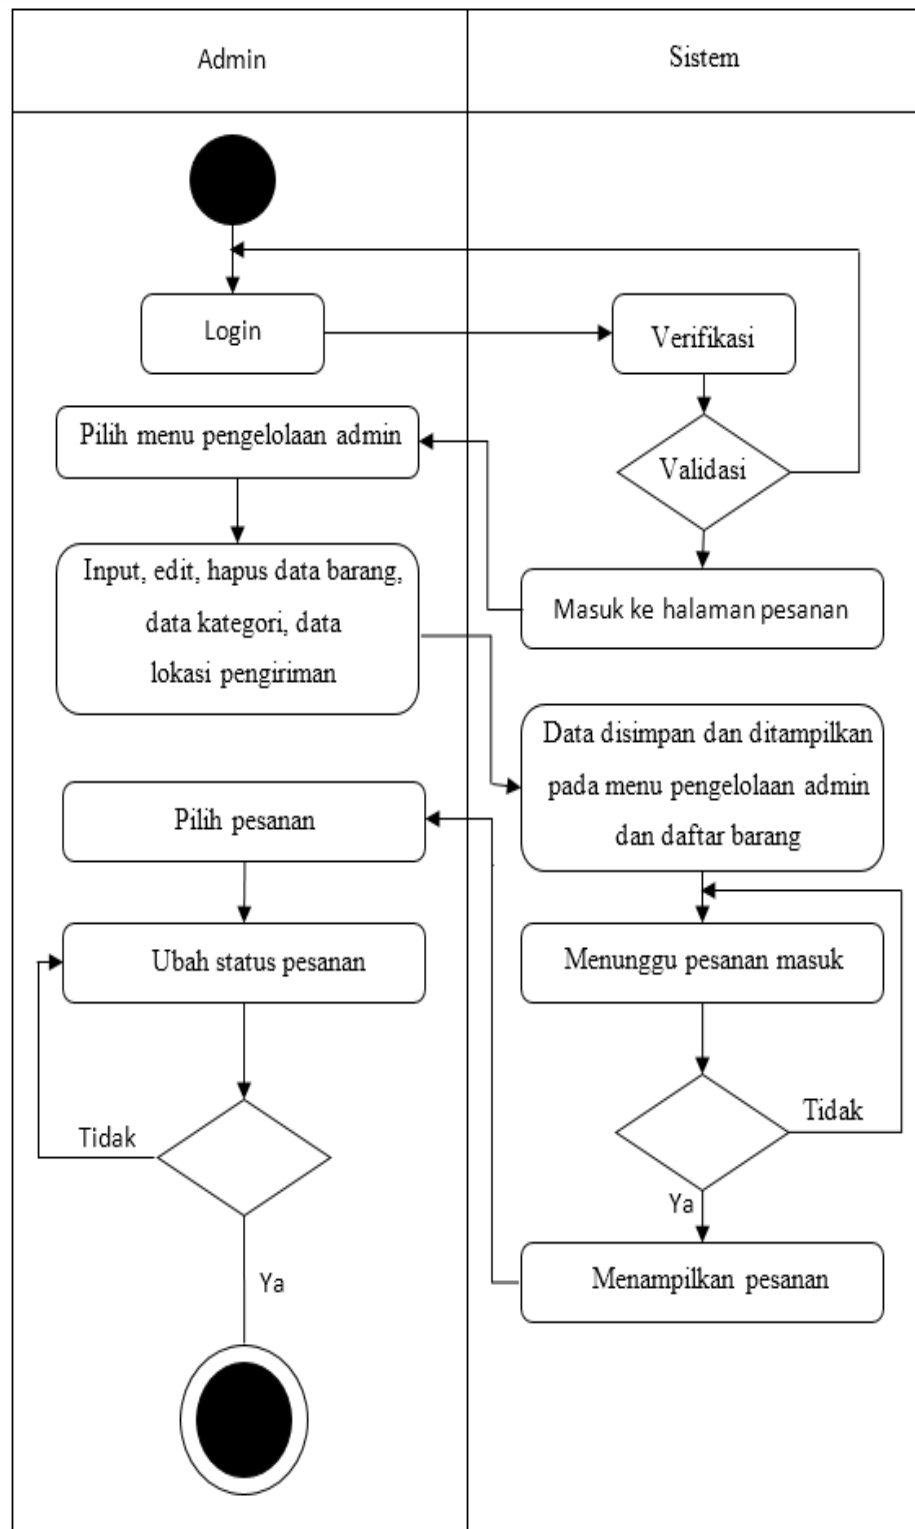 Admin
Sistem
Login
Verifikasi
Pilih menu pengelolaan admin
Validasi
Input, edit, hapus data barang,
data kategori, data
lokasi pengiriman
Masuk ke halaman pesanan
Data disimpan dan ditampilkan
pada menu pengelolaan admin
dan daftar barang
Pilih pesanan
Ubah status pesanan
Menunggu pesanan masuk
Tidak
Tidak
Ya
Menampilkan pesanan
Ya